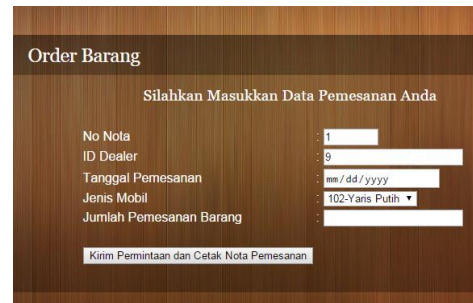 Order Barang
Silahkan Masukkan Data Pemesanan Anda
No Nota : 1
ID Dealer : 9
Tanggal Pemesanan : mm/dd/yyyy
Jenis Mobil : 102-Yaris Putih
Jumlah Pemesanan Barang :
Kirim Permintaan dan Cetak Nota Pemesanan